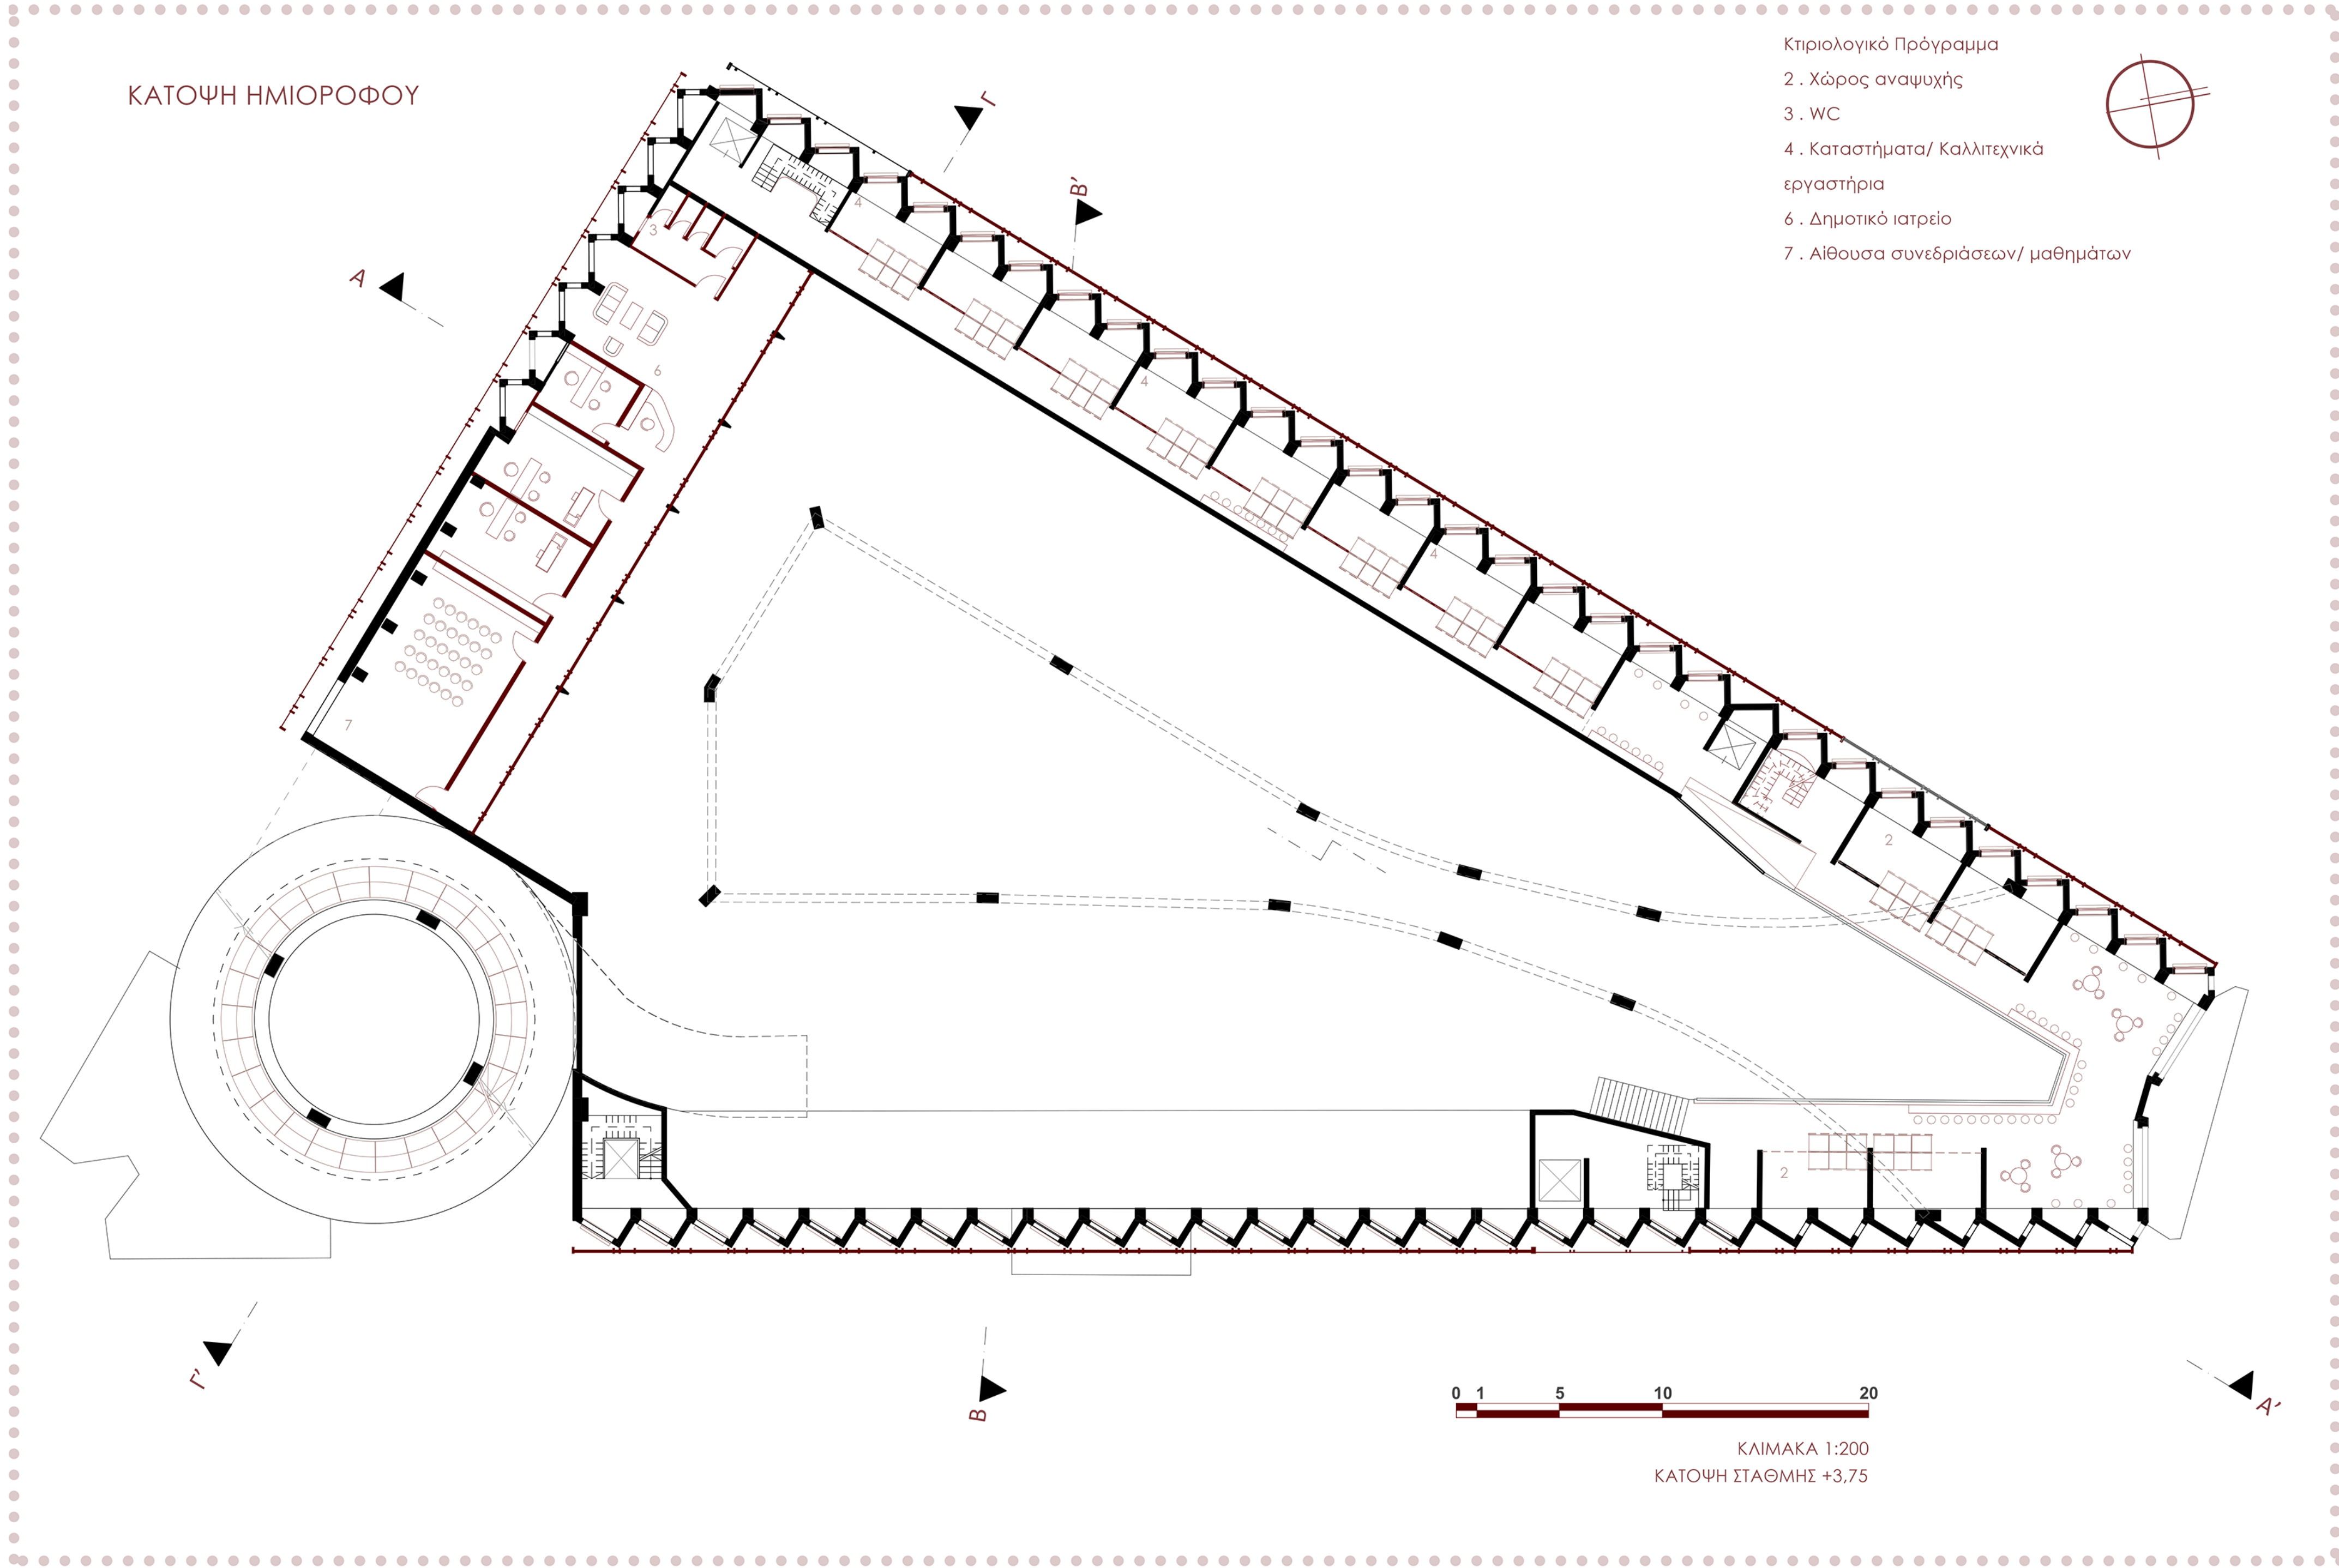 ΚΑΤΟΨΗ ΗΜΙΟΡΟΦΟΥ
Κτιριολογικό Πρόγραμμα
2 . Χώρος αναψυχής
3 . WC
4 . Καταστήματα/ Καλλιτεχνικά
εργαστήρια
6 . Δημοτικό ιατρείο
7 . Αίθουσα συνεδριάσεων/ μαθημάτων
Γ
Β'
Α
4
3
4
6
4
7
2
2
Γ'
Β
Α'
0 1 5 10 20
ΚΛΙΜΑΚΑ 1:200
ΚΑΤΟΨΗ ΣΤΑΘΜΗΣ +3,75